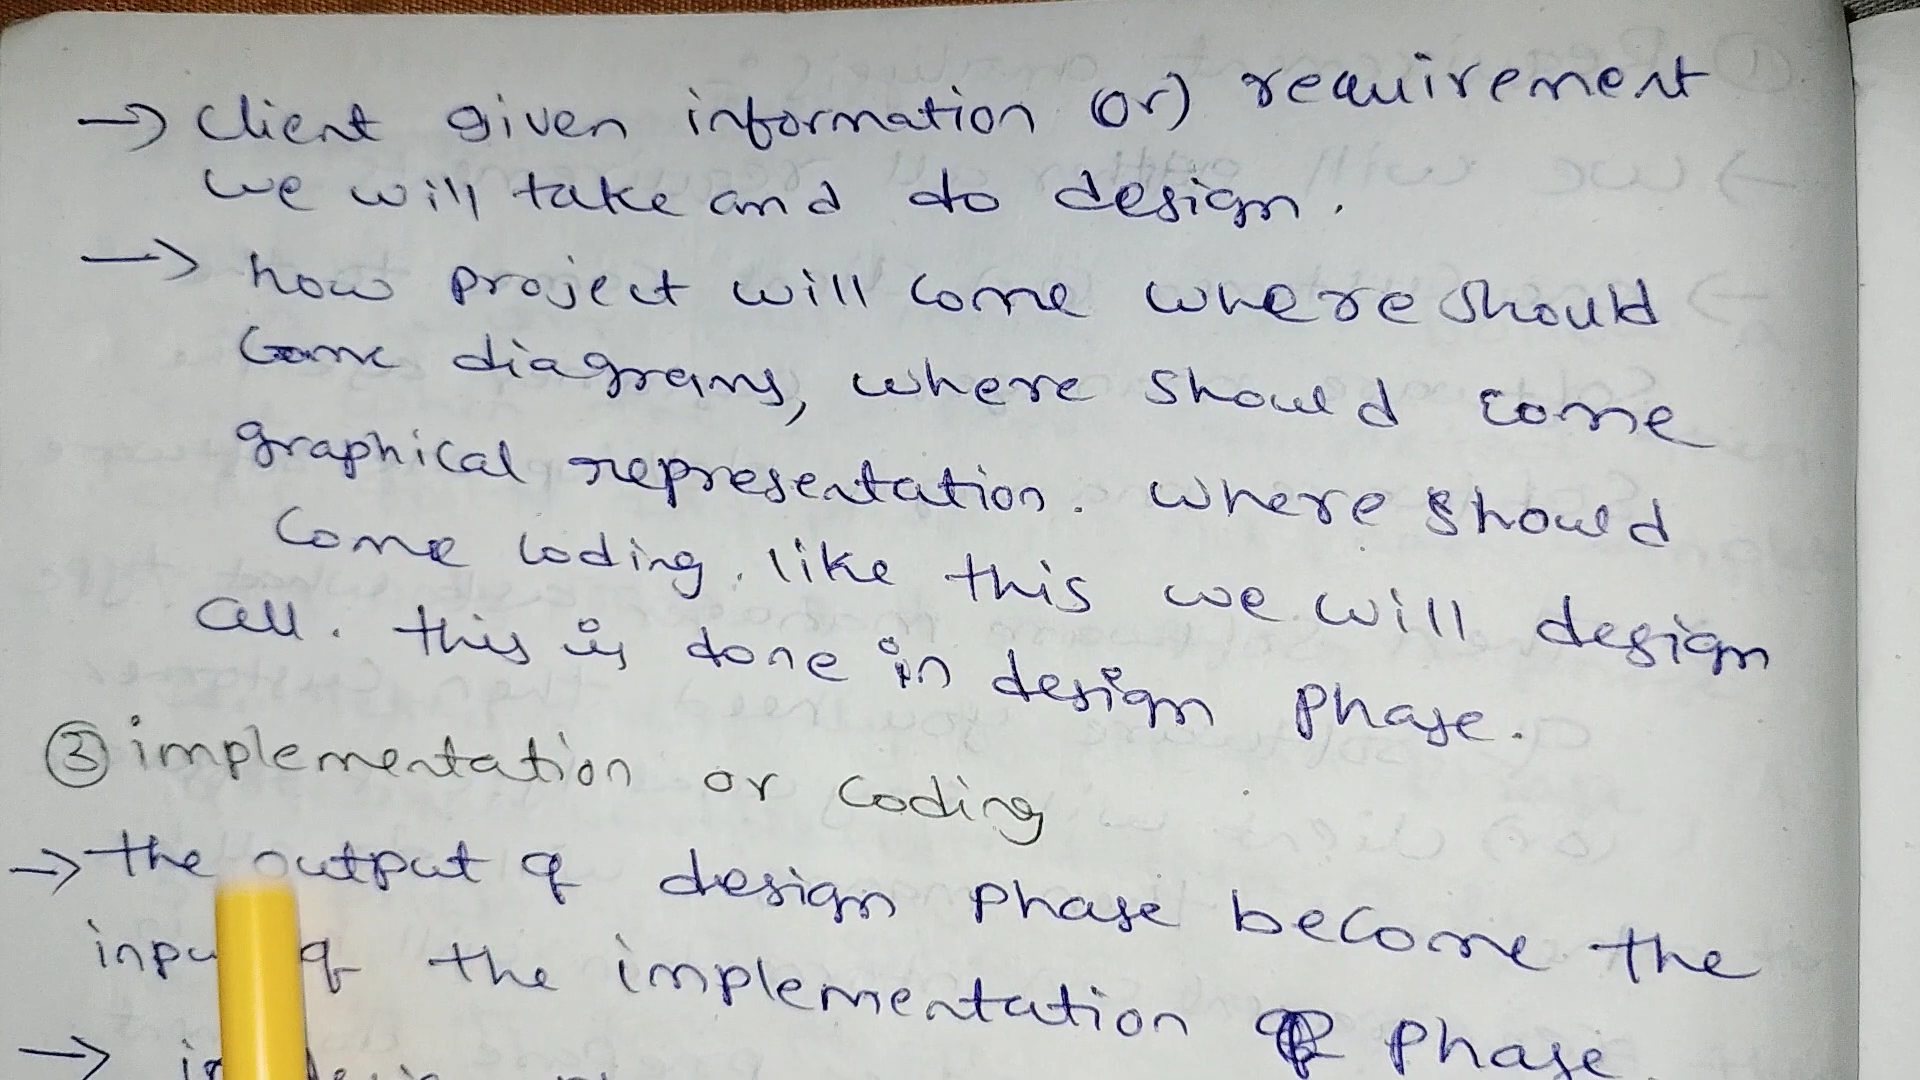 → Client given information (or) requirement
we will take and do design.
→ how project will come where should
come diagrams, where should come
graphical representation. where should
come coding. like this we will design
all. this is done in design phase.
③ implementation or coding
→ the output of design phase become the
of the implementation phase.
→